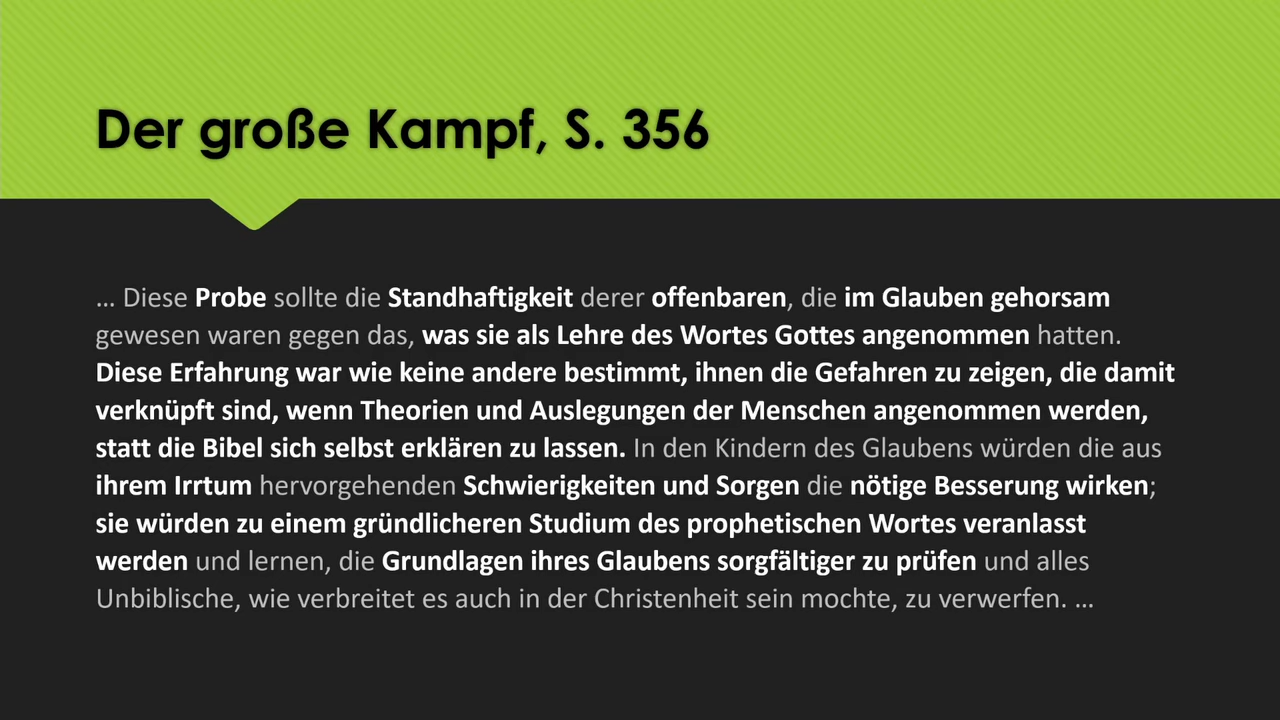 Der große Kampf, S. 356
... Diese Probe sollte die Standhaftigkeit derer offenbaren, die im Glauben gehorsam
gewesen waren gegen das, was sie als Lehre des Wortes Gottes angenommen hatten.
Diese Erfahrung war wie keine andere bestimmt, ihnen die Gefahren zu zeigen, die damit
verknüpft sind, wenn Theorien und Auslegungen der Menschen angenommen werden,
statt die Bibel sich selbst erklären zu lassen. In den Kindern des Glaubens würden die aus
ihrem Irrtum hervorgehenden Schwierigkeiten und Sorgen die nötige Besserung wirken;
sie würden zu einem gründlicheren Studium des prophetischen Wortes veranlasst
werden und lernen, die Grundlagen ihres Glaubens sorgfältiger zu prüfen und alles
Unbiblische, wie verbreitet es auch in der Christenheit sein mochte, zu verwerfen. ...